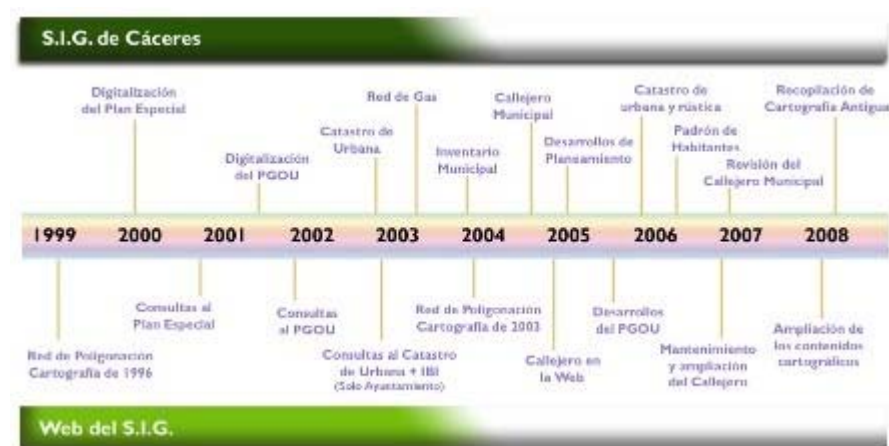 S.I.G. de Cáceres
Digitalización
del Plan Especial
Digitalización
del PGOU
Catastro de
Urbana
Red de Gas
Inventario
Municipal
Callejero
Municipal
Desarrollos de
Planeamiento
Catastro de
urbana y rústica
Padrón de
Habitantes
Revisión del
Callejero Municipal
Recopilación de
Cartografía Antigua
1999 2000 2001 2002 2003 2004 2005 2006 2007 2008
Red de Poligonación
Cartografía de 1996
Consultas al
Plan Especial
Consultas
al PGOU
Consultas al Catastro
de Urbana + IBI
(Solo Ayuntamiento)
Red de Poligonación
Cartografía de 2003
Callejero en
la Web
Desarrollos
del PGOU
Mantenimiento
y ampliación
del Callejero
Ampliación de
los contenidos
cartográficos
Web del S.I.G.